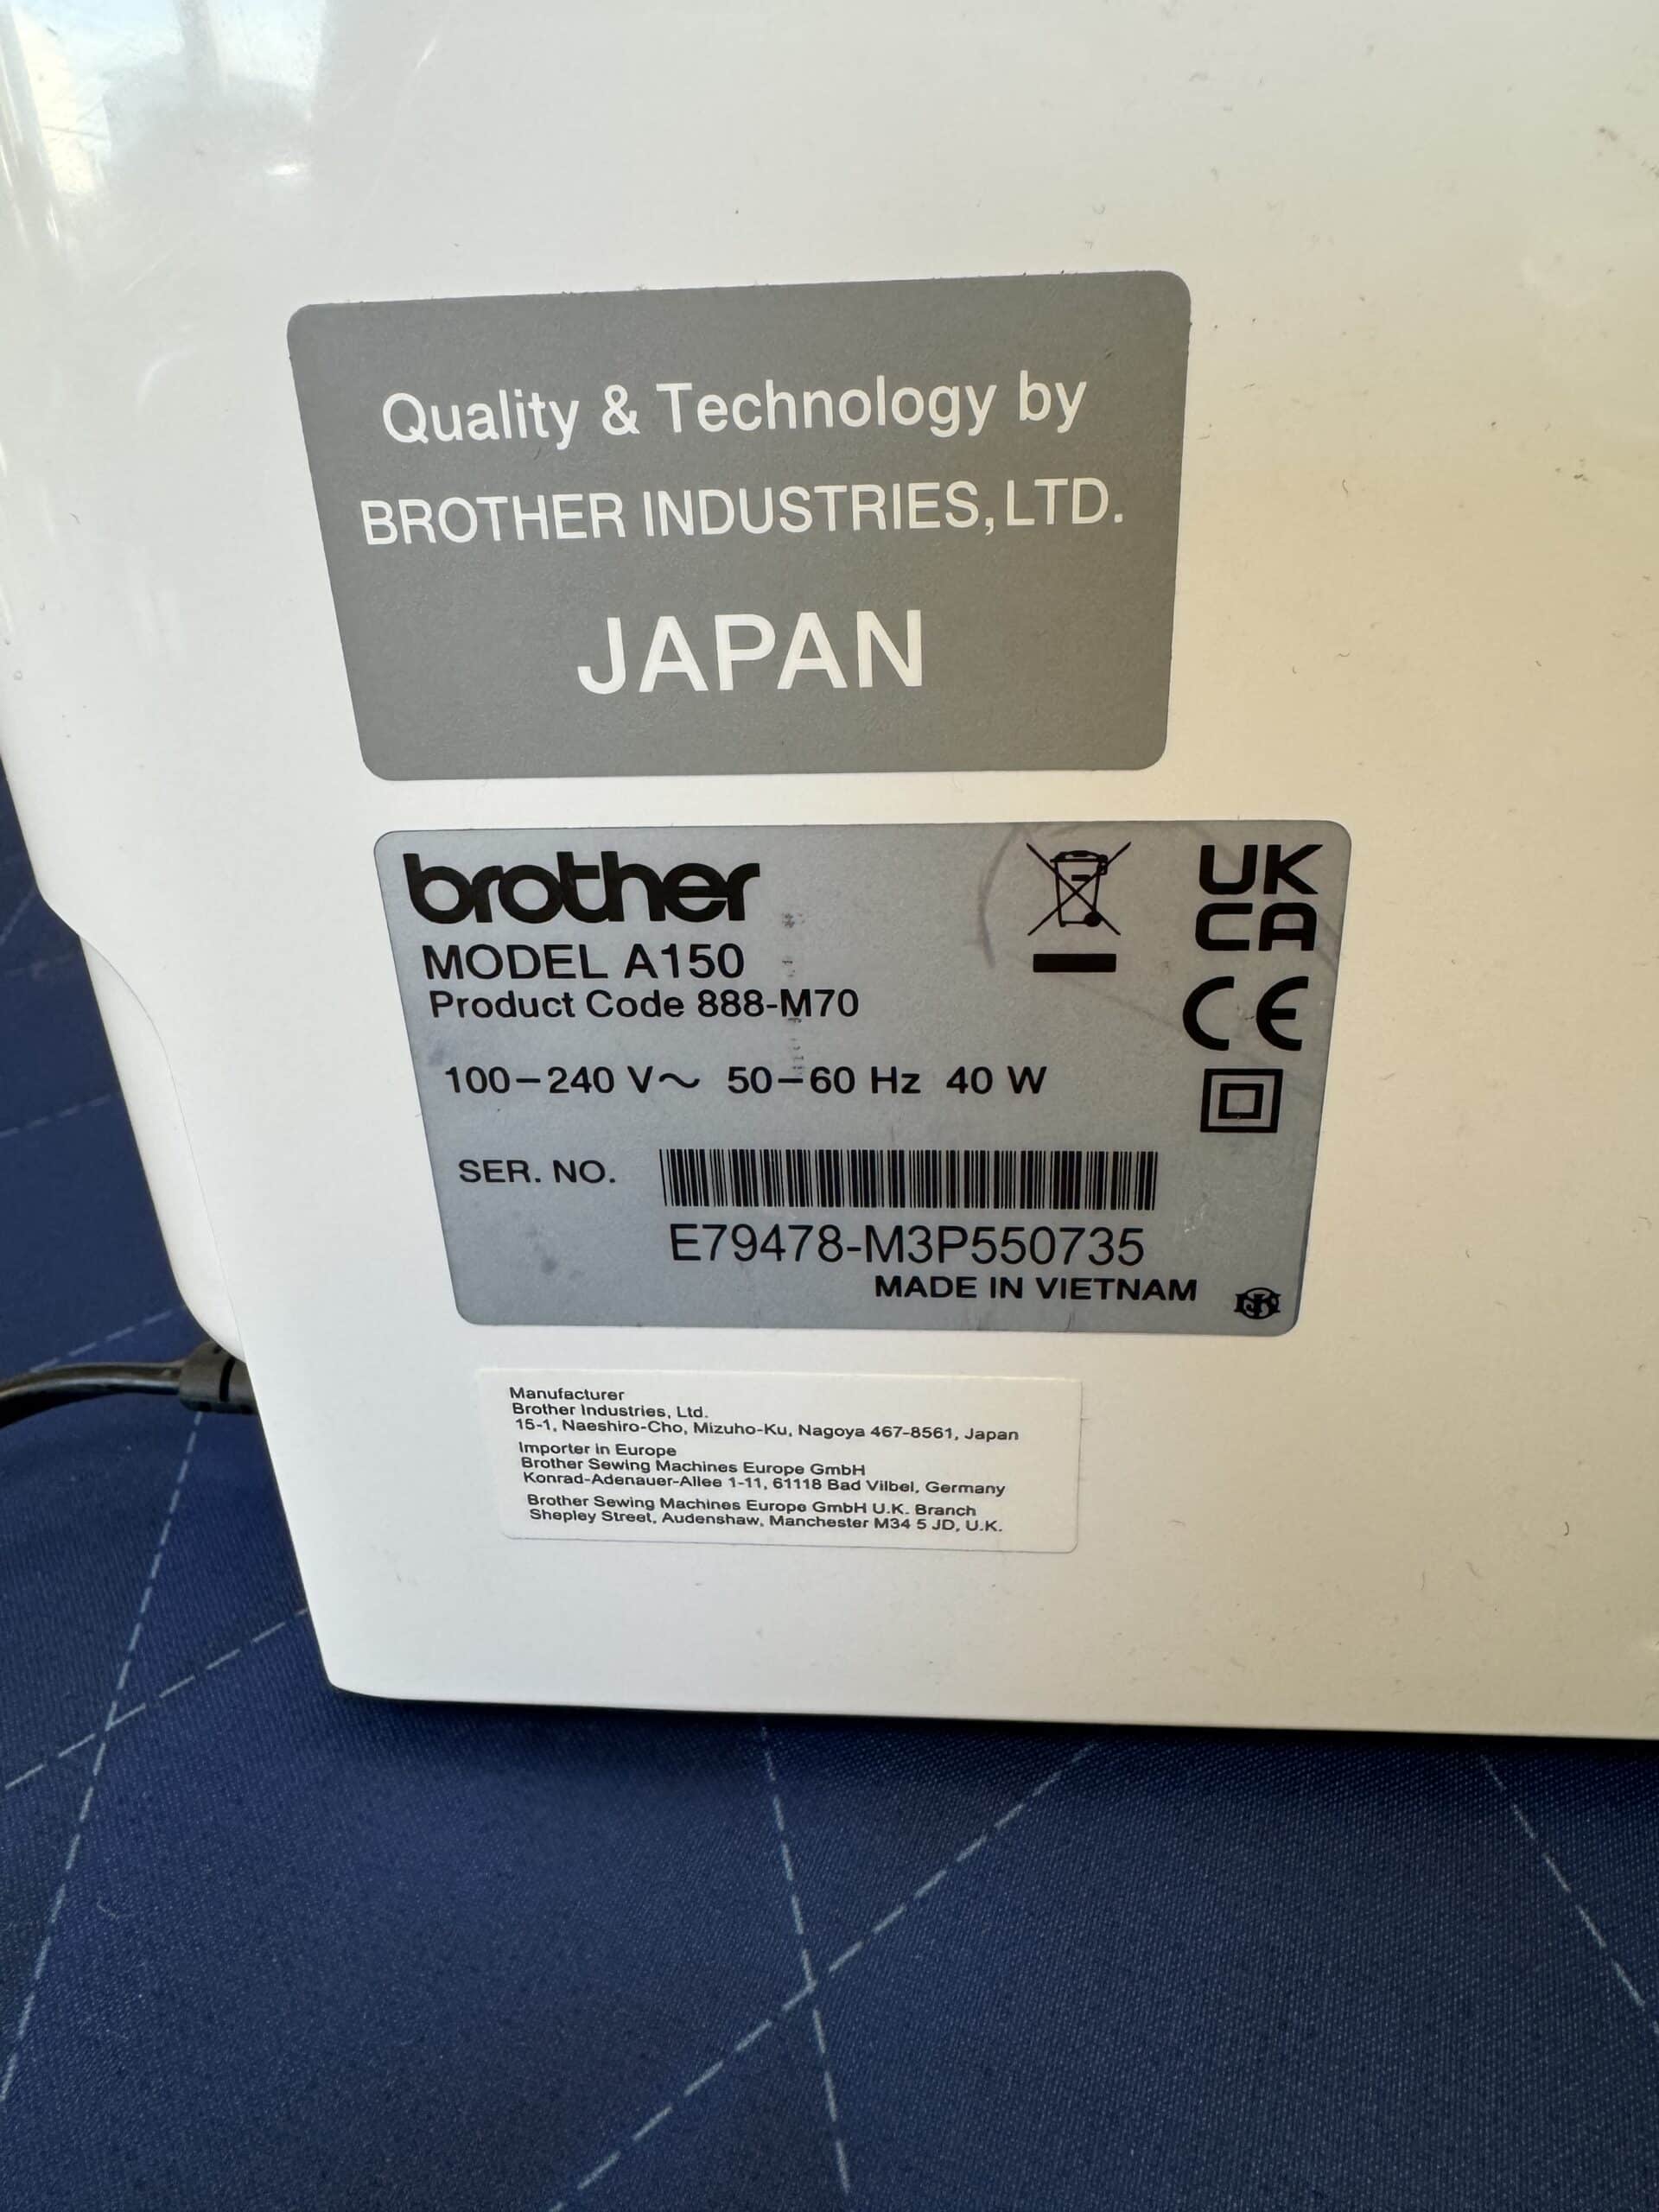 Quality & Technology by
BROTHER INDUSTRIES, LTD.
JAPAN
brother
UK
CA
MODEL A150
Product Code 888-M70
CE
100-240 V~ 50-60 Hz 40 W
SER. NO.
E79478-M3P550735
MADE IN VIETNAM
Manufacturer
Brother Industries, Ltd.
15-1, Naeshiro-Cho, Mizuho-Ku, Nagoya 467-8561, Japan
Importer in Europe
Brother Sewing Machines Europe GmbH
Konrad-Adenauer-Allee 1-11, 61118 Bad Vilbel, Germany
Brother Sewing Machines Europe GmbH U.K. Branch
Shepley Street, Audenshaw, Manchester M34 5 JD, U.K.